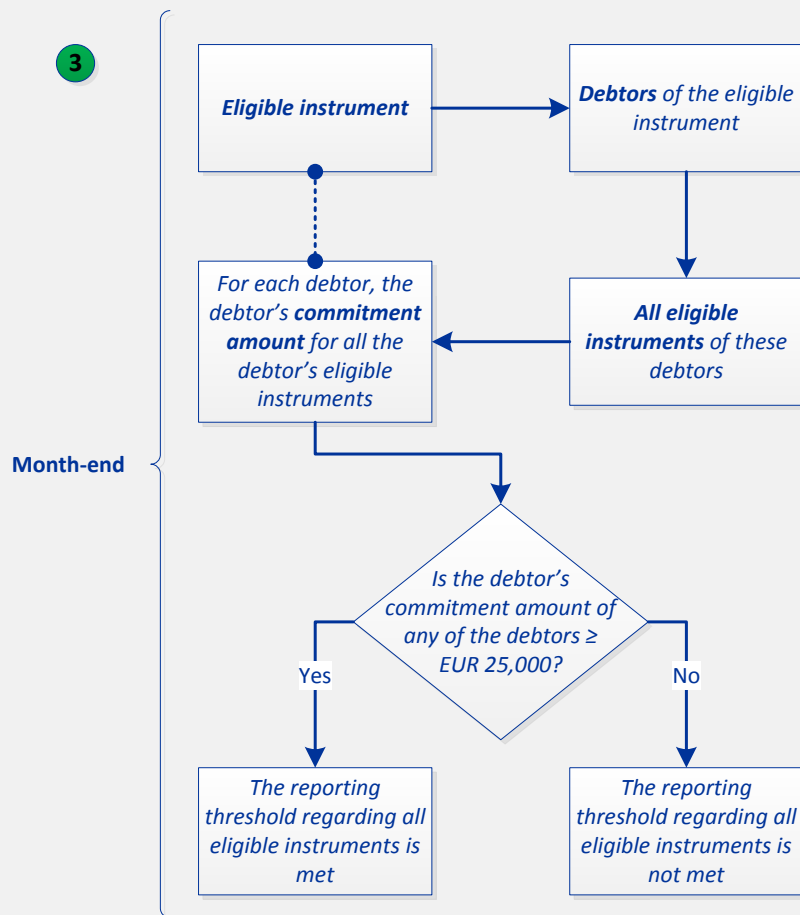 3
Eligible instrument
Debtors of the eligible
instrument
For each debtor, the
debtor’s commitment
amount for all the
debtor’s eligible
instruments
All eligible
instruments of these
debtors
Month-end
Is the debtor’s
commitment amount of
any of the debtors ≥
EUR 25,000?
Yes
No
The reporting
threshold regarding all
eligible instruments is
met
The reporting
threshold regarding all
eligible instruments is
not met